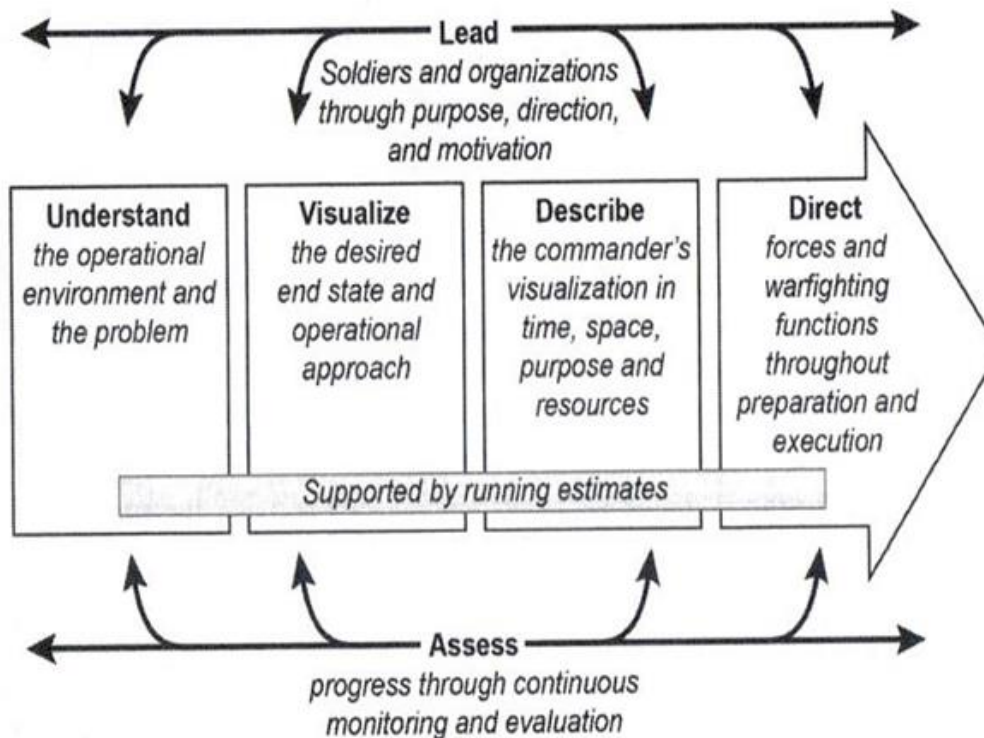 Lead
Soldiers and organizations
through purpose, direction,
and motivation
Understand
the operational
environment and
the problem
Visualize
the desired
end state and
operational
approach
Describe
the commander's
visualization in
time, space,
purpose and
resources
Direct
forces and
warfighting
functions
throughout
preparation and
execution
Supported by running estimates
Assess
progress through continuous
monitoring and evaluation